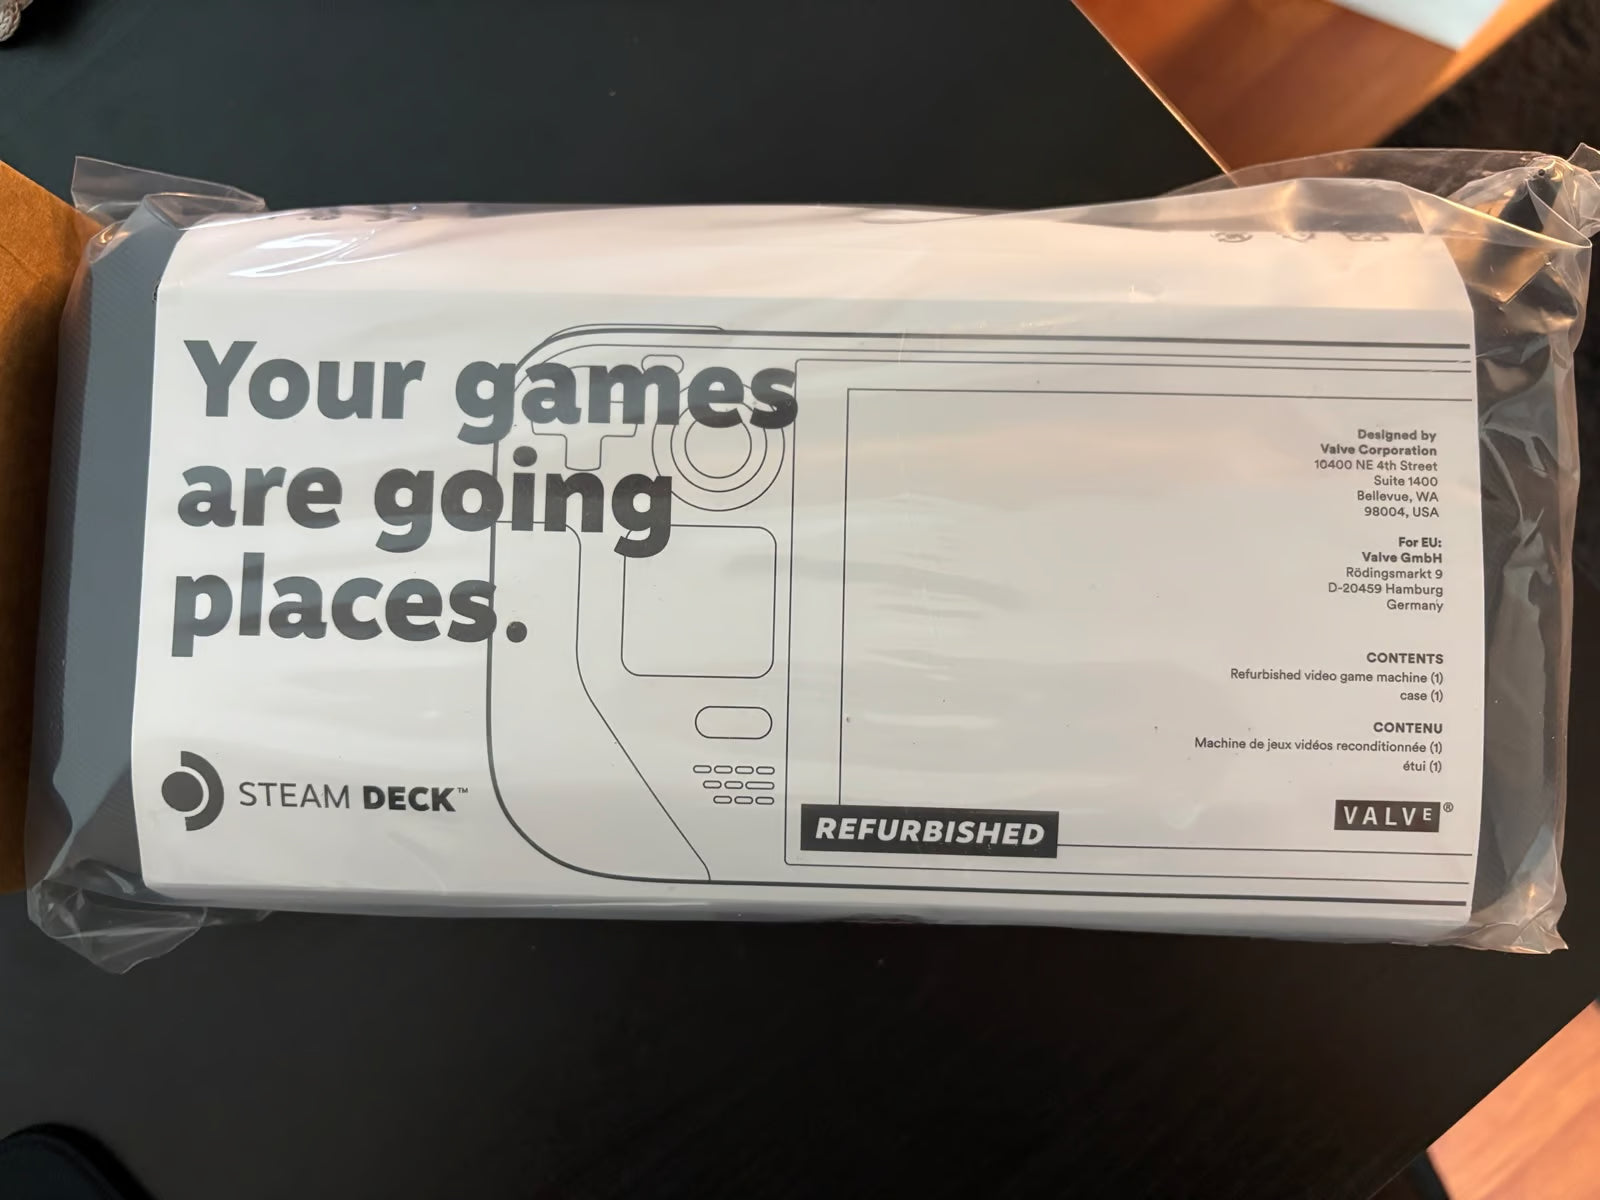 Your games
are going
places.
STEAM DECK™
REFURBISHED
Designed by
Valve Corporation
10400 NE 4th Street
Suite 1400
Bellevue, WA
98004, USA
For EU:
Valve GmbH
Rödingsmarkt 9
D-20459 Hamburg
Germany
CONTENTS
Refurbished video game machine (1)
case (1)
CONTENU
Machine de jeux vidéos reconditionnée (1)
étui (1)
VALVE®